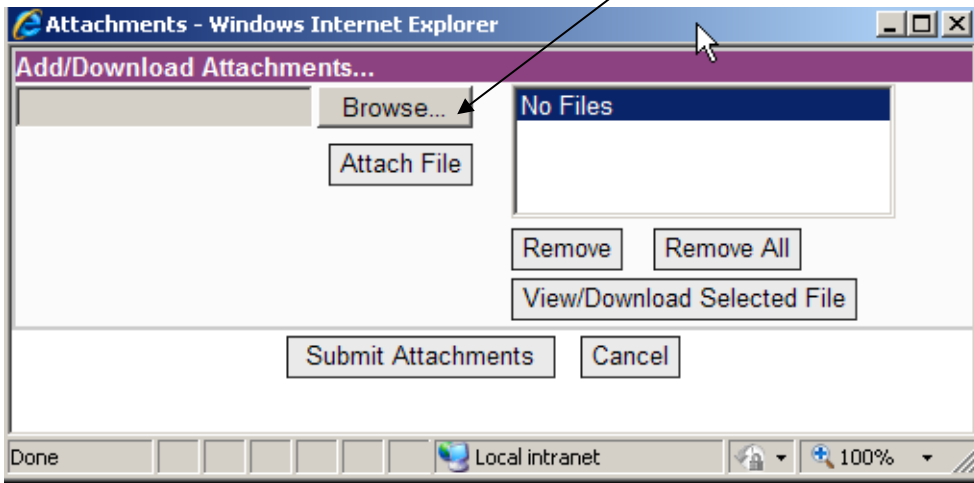 Attachments - Windows Internet Explorer
Add/Download Attachments...
Browse...
No Files
Attach File
Remove
Remove All
View/Download Selected File
Submit Attachments
Cancel
Done
Local intranet
100%